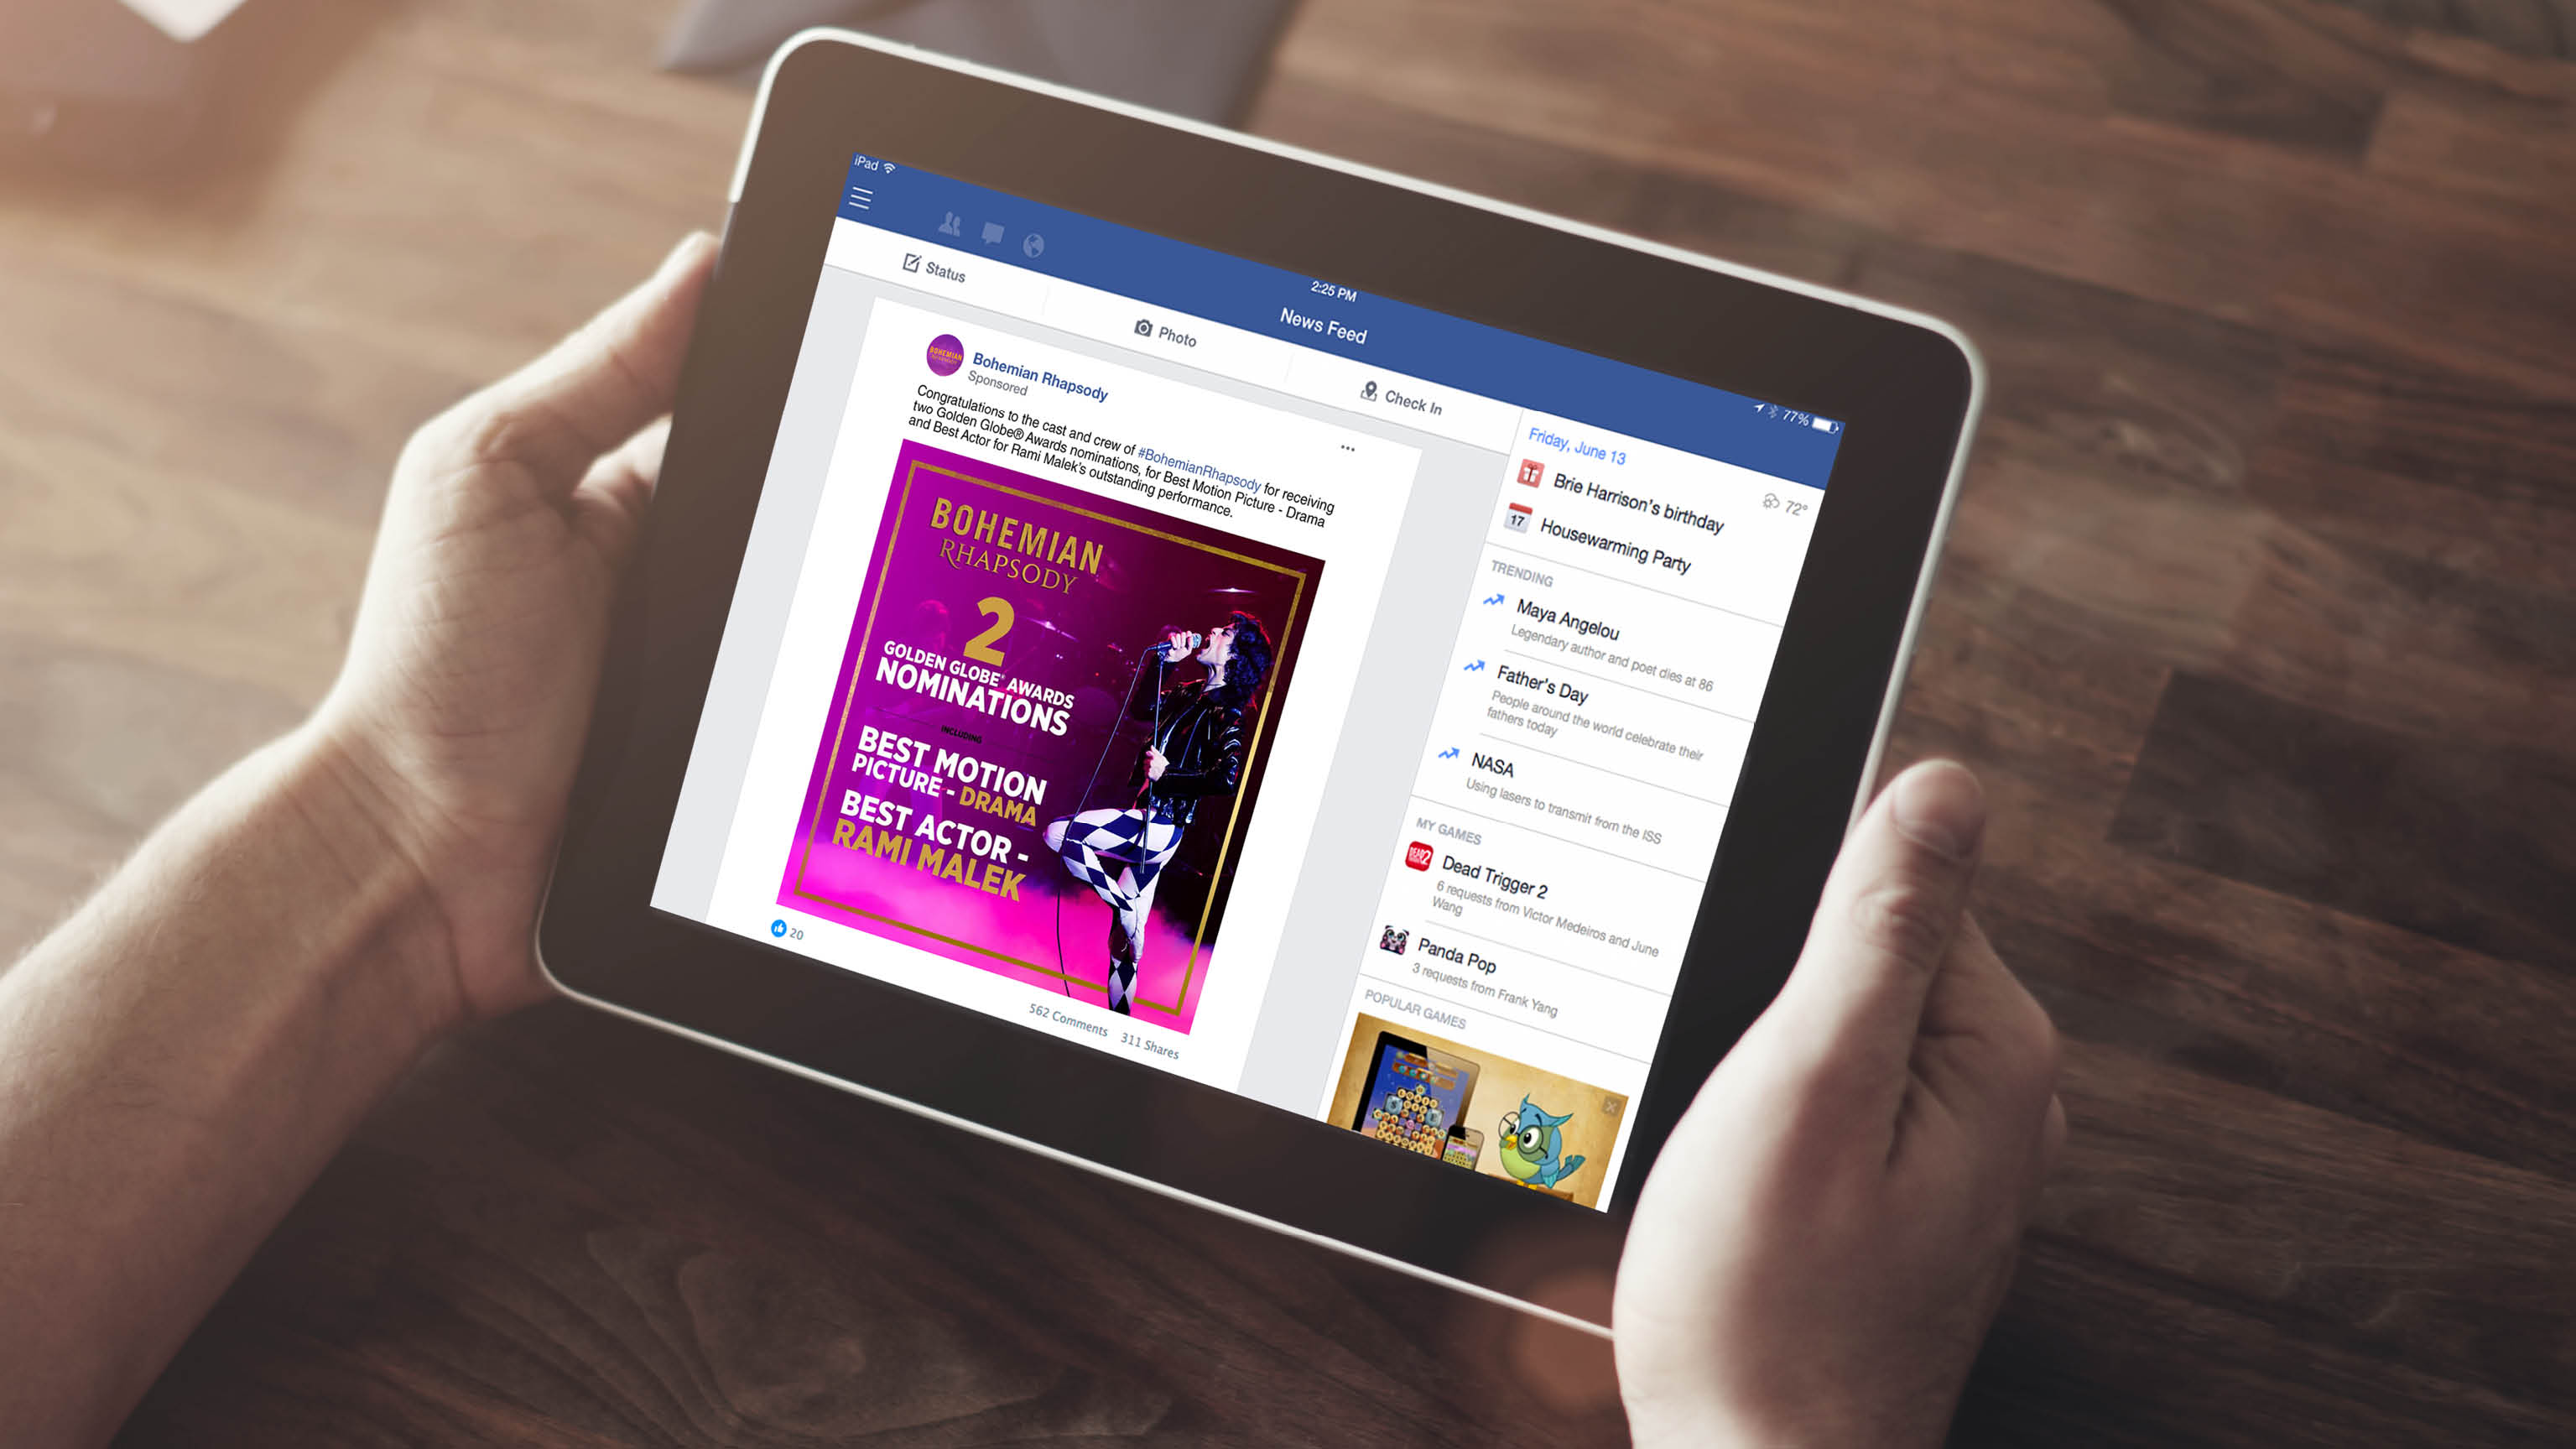 iPad
2:25 PM
77%
News Feed
Status
Photo
Check In
Bohemian Rhapsody
Sponsored
Congratulations to the cast and crew of #BohemianRhapsody for receiving
two Golden Globe® Awards nominations, for Best Motion Picture - Drama
and Best Actor for Rami Malek's outstanding performance.
BOHEMIAN
RHAPSODY
2
GOLDEN GLOBE® AWARDS
NOMINATIONS
INCLUDING
BEST MOTION
PICTURE - DRAMA
BEST ACTOR -
RAMI MALEK
20
562 Comments 311 Shares
Friday, June 13
72°
Brie Harrison's birthday
17
Housewarming Party
TRENDING
Maya Angelou
Legendary author and poet dies at 86
Father's Day
People around the world celebrate their
fathers today
NASA
Using lasers to transmit from the ISS
MY GAMES
Dead Trigger 2
6 requests from Victor Medeiros and June
Wang
Panda Pop
3 requests from Frank Yang
POPULAR GAMES